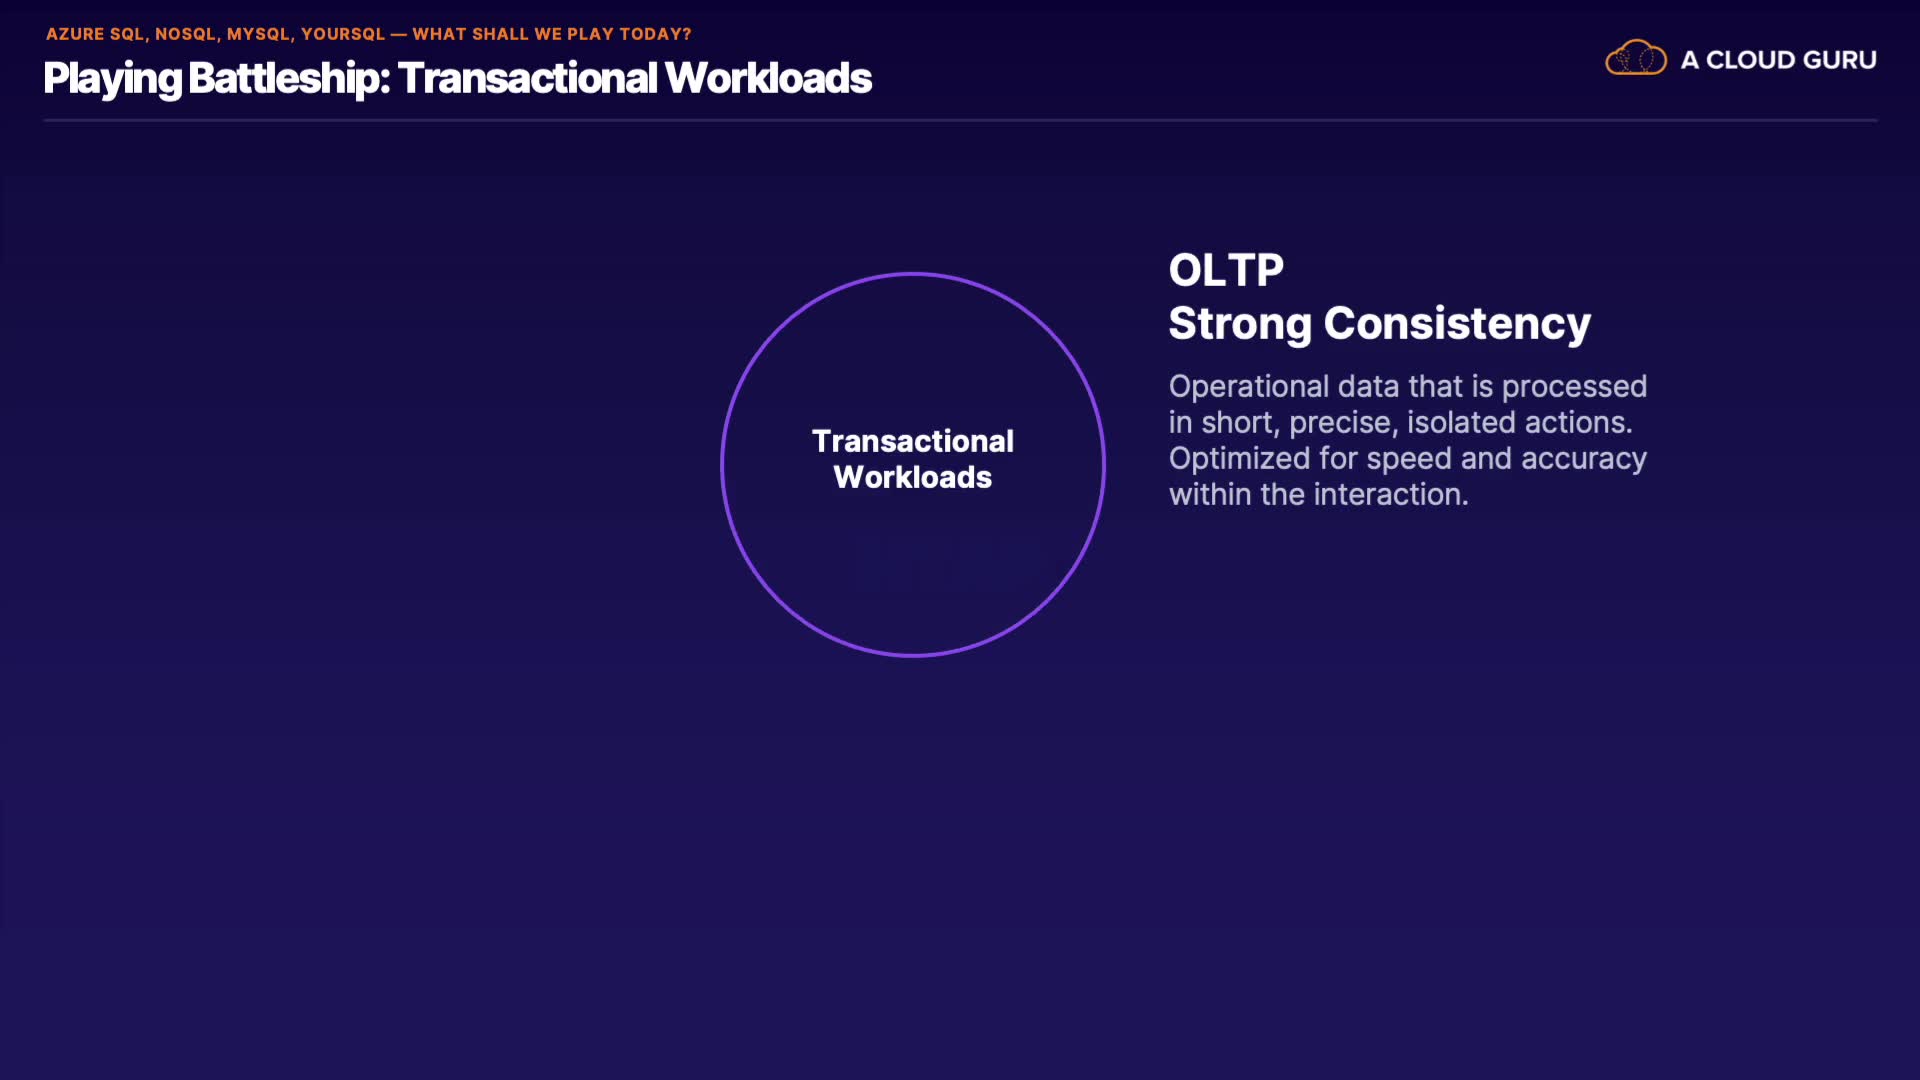 AZURE SQL, NOSQL, MYSQL, YOURSQL — WHAT SHALL WE PLAY TODAY?
Playing Battleship: Transactional Workloads
A CLOUD GURU
Transactional
Workloads
OLTP
Strong Consistency
Operational data that is processed
in short, precise, isolated actions.
Optimized for speed and accuracy
within the interaction.